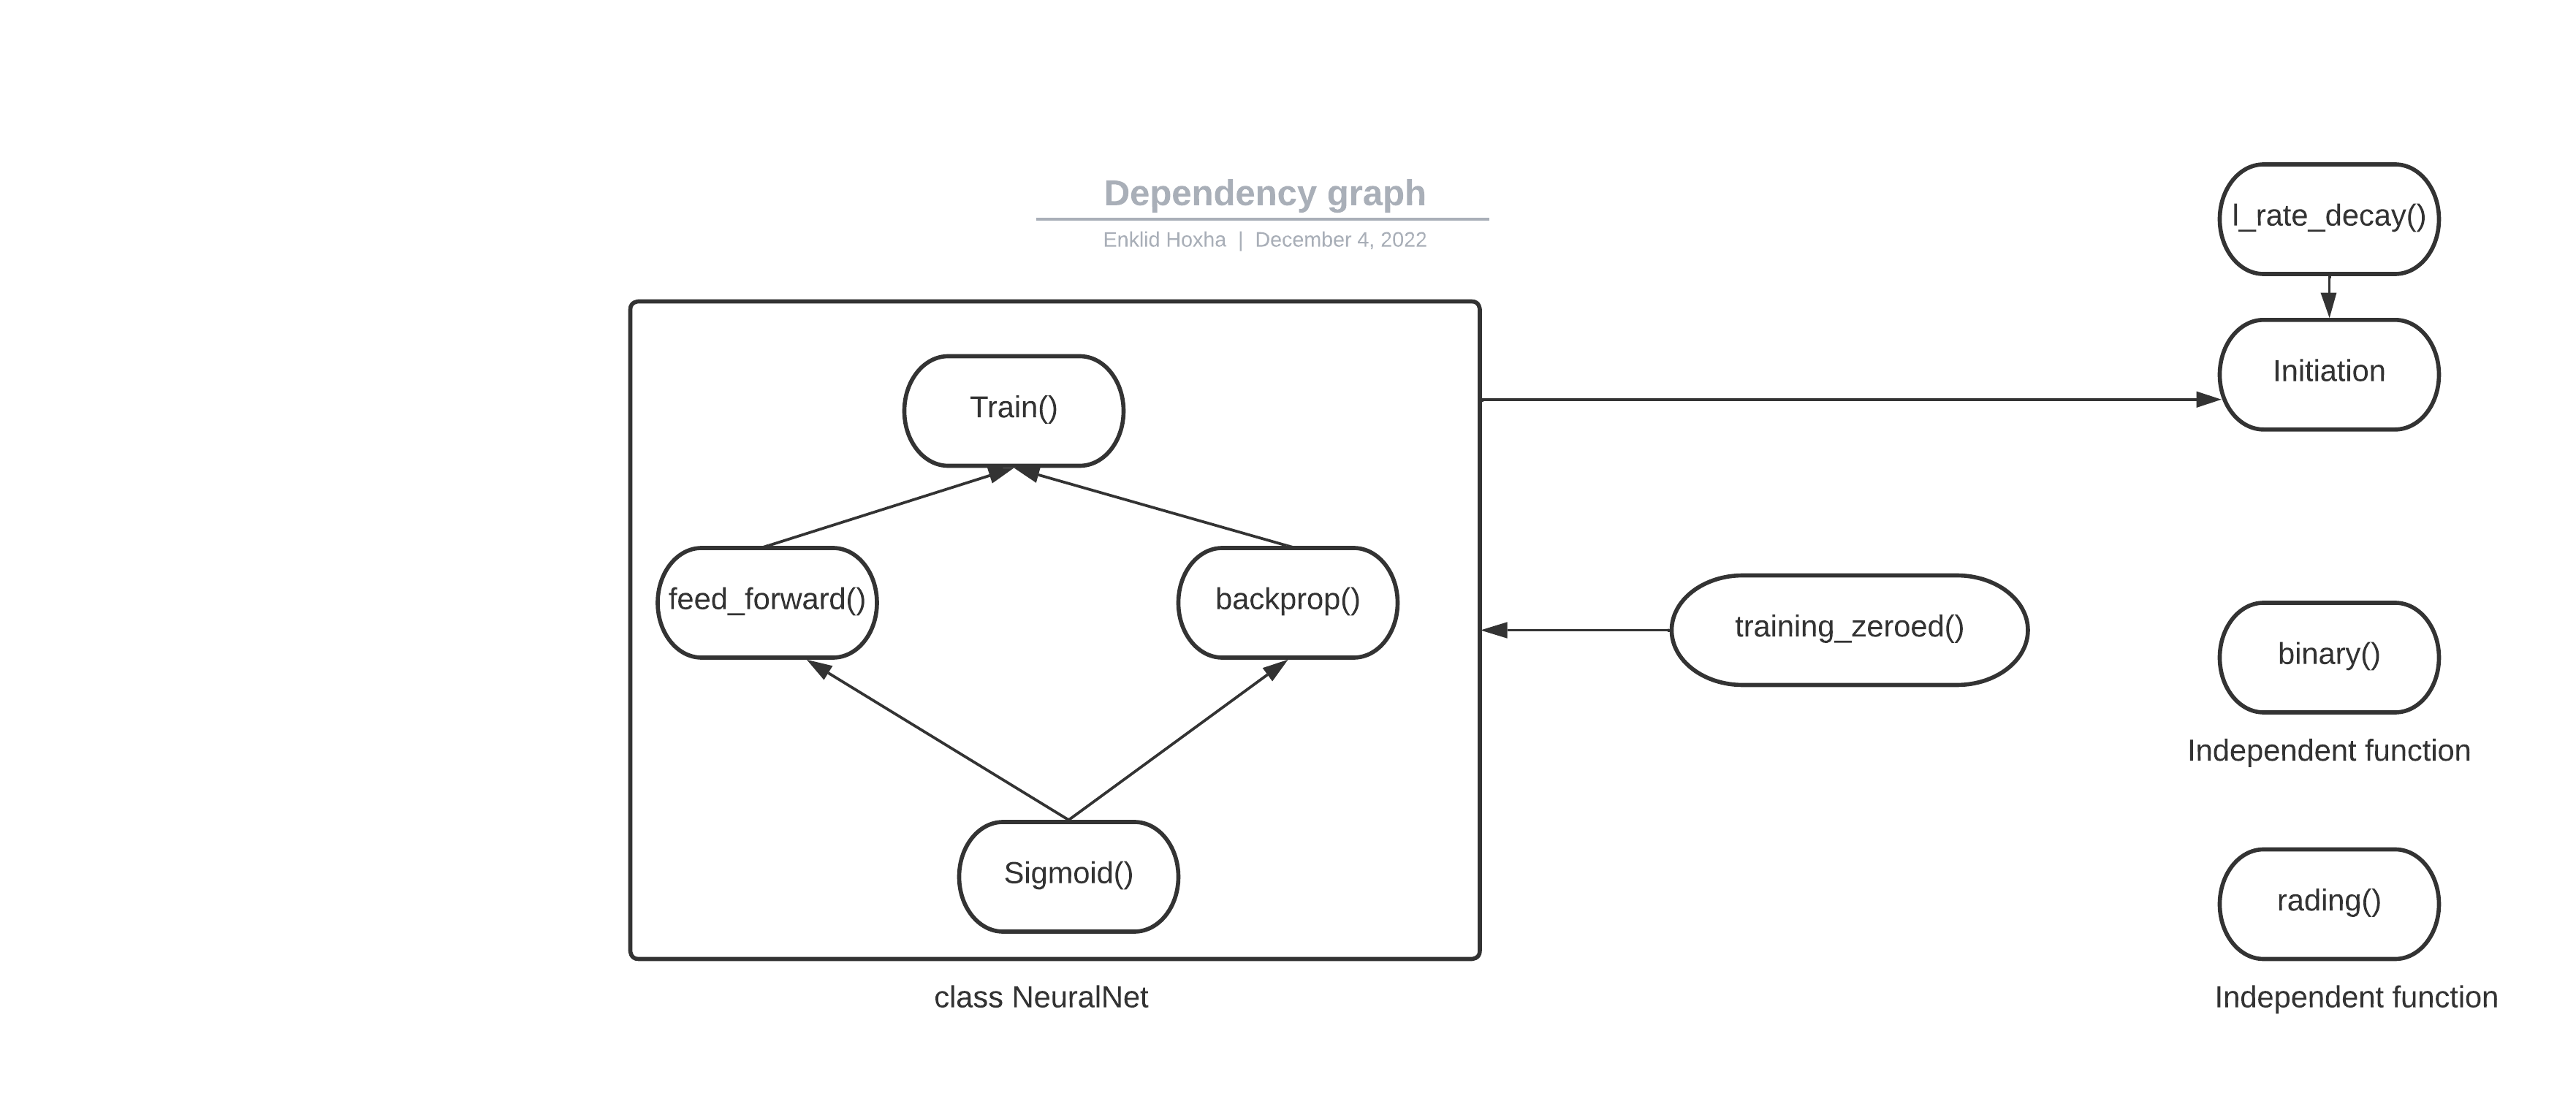 Dependency graph
Enklid Hoxha | December 4, 2022
l_rate_decay()
Initiation
Train()
feed_forward()
backprop()
training_zeroed()
binary()
Independent function
Sigmoid()
rading()
class NeuralNet
Independent function